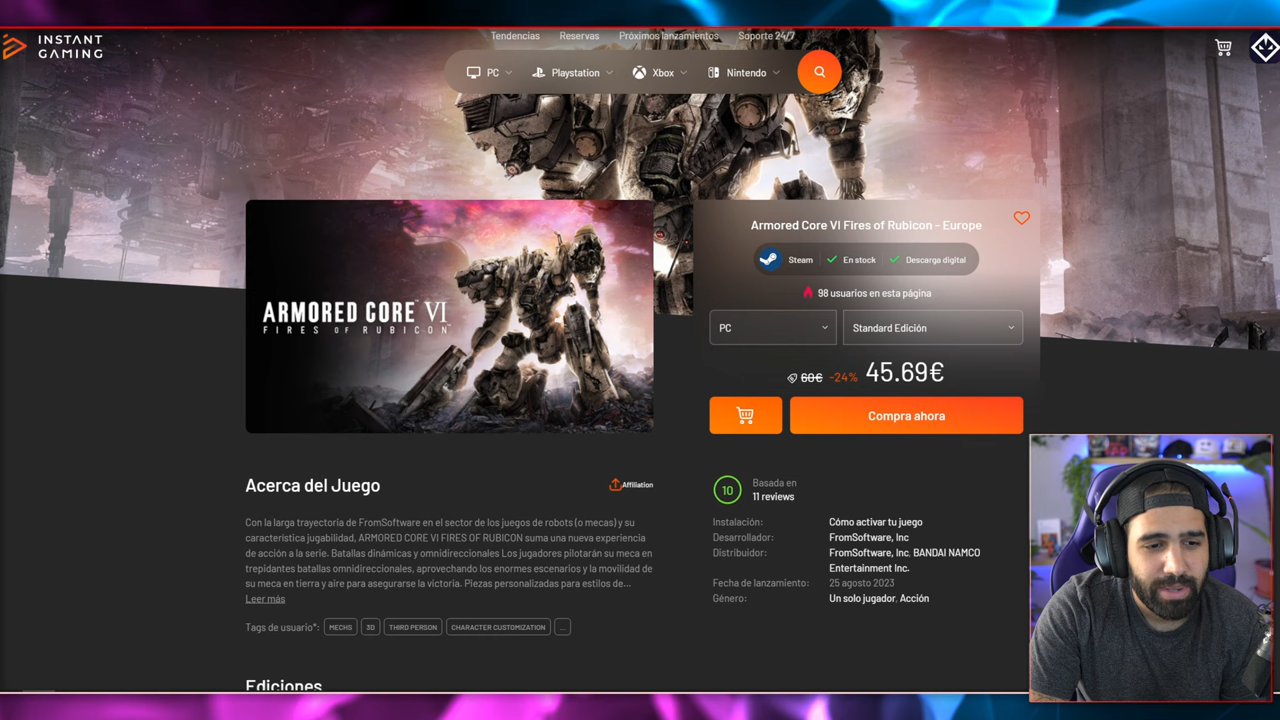 INSTANT
GAMING
Tendencias
Reservas
Próximos lanzamientos
Soporte 24/7
PC
Playstation
Xbox
Nintendo
ARMORED CORE VI
FIRES OF RUBICON
Armored Core VI Fires of Rubicon - Europe
Steam
En stock
Descarga digital
98 usuarios en esta página
PC
Standard Edición
60€ -24% 45.69€
Compra ahora
Acerca del Juego
Affiliation
Con la larga trayectoria de FromSoftware en el sector de los juegos de robots (o mecas) y su
característica jugabilidad, ARMORED CORE VI FIRES OF RUBICON suma una nueva experiencia
de acción a la serie. Batallas dinámicas y omnidireccionales Los jugadores pilotarán su meca en
trepidantes batallas omnidireccionales, aprovechando los enormes escenarios y la movilidad de
su meca en tierra y aire para asegurarse la victoria. Piezas personalizadas para estilos de...
Leer más
Tags de usuario*:
MECHS
3D
THIRD PERSON
CHARACTER CUSTOMIZATION
...
10
Basada en
11 reviews
Instalación: Cómo activar tu juego
Desarrollador: FromSoftware, Inc
Distribuidor: FromSoftware, Inc, BANDAI NAMCO
Entertainment Inc.
Fecha de lanzamiento: 25 agosto 2023
Género: Un solo jugador, Acción
Ediciones